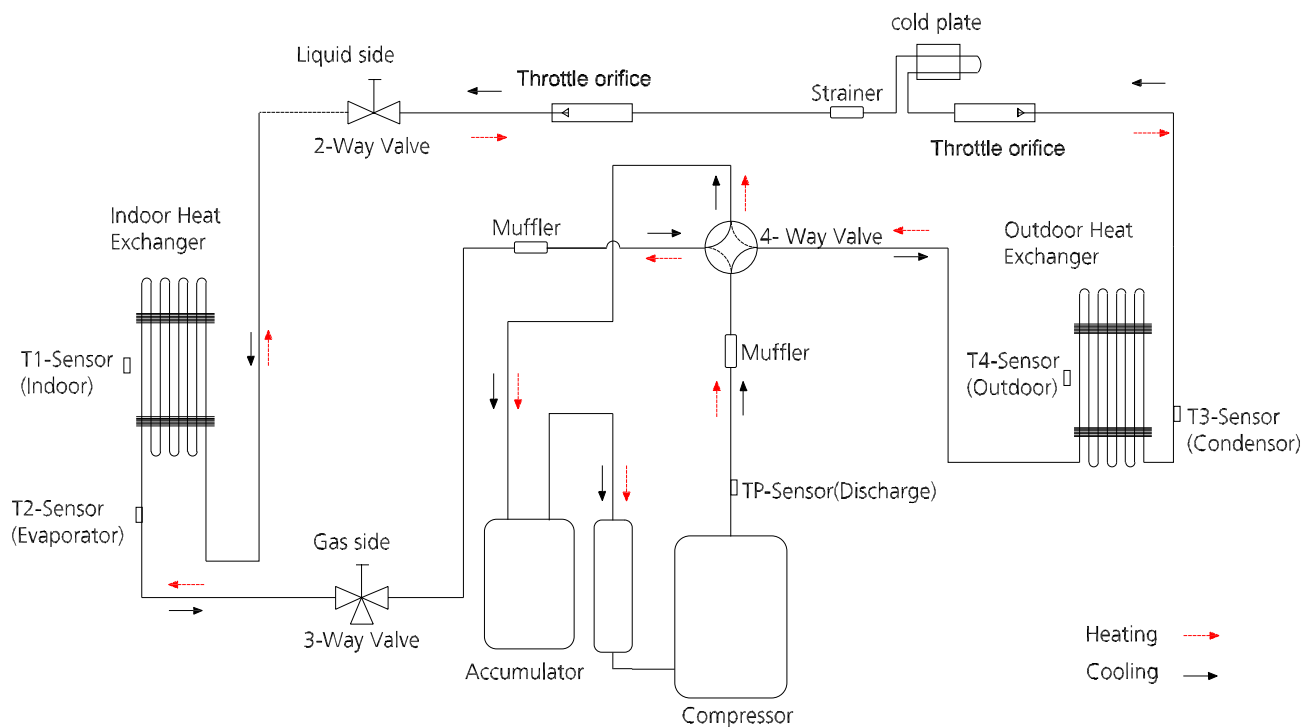 cold plate
Liquid side
Throttle orifice
Strainer
2-Way Valve
Throttle orifice
Indoor Heat
Exchanger
Muffler
4- Way Valve
Outdoor Heat
Exchanger
T1-Sensor
(Indoor)
Muffler
T4-Sensor
(Outdoor)
T3-Sensor
(Condensor)
T2-Sensor
(Evaporator)
TP-Sensor(Discharge)
Gas side
3-Way Valve
Accumulator
Compressor
Heating
Cooling